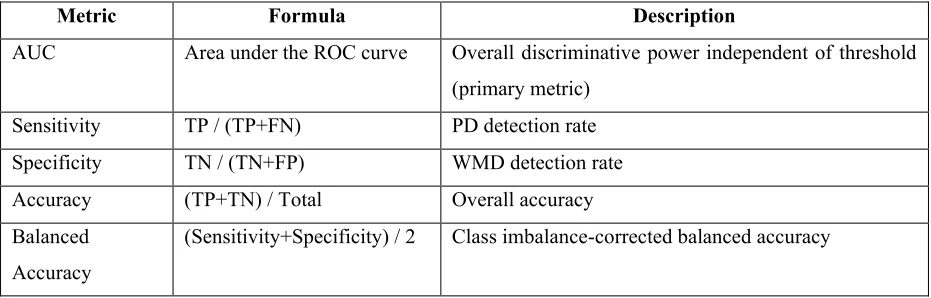 Metric Formula Description
AUC Area under the ROC curve Overall discriminative power independent of threshold
(primary metric)
Sensitivity TP / (TP+FN) PD detection rate
Specificity TN / (TN+FP) WMD detection rate
Accuracy (TP+TN) / Total Overall accuracy
Balanced (Sensitivity+Specificity) / 2 Class imbalance-corrected balanced accuracy
Accuracy